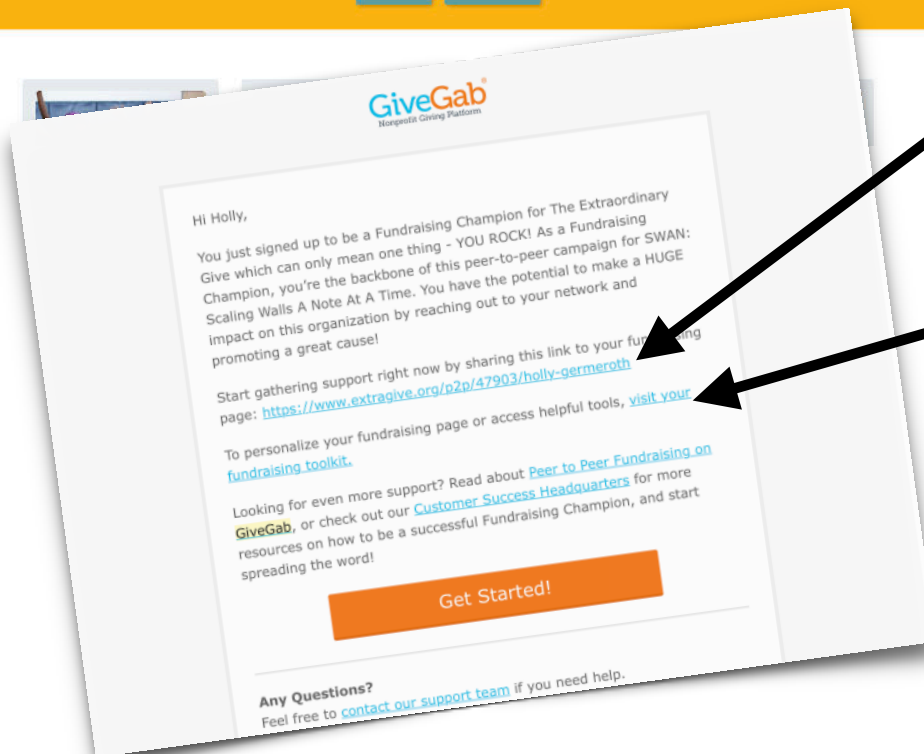 GiveGab
Nonprofit Giving Platform
Hi Holly,
You just signed up to be a Fundraising Champion for The Extraordinary
Give which can only mean one thing - YOU ROCK! As a Fundraising
Champion, you're the backbone of this peer-to-peer campaign for SWAN:
Scaling Walls A Note At A Time. You have the potential to make a HUGE
impact on this organization by reaching out to your network and
promoting a great cause!
Start gathering support right now by sharing this link to your fundraising
page: https://www.extragive.org/p2p/47903/holly-germeroth
To personalize your fundraising page or access helpful tools, visit your
fundraising toolkit.
Looking for even more support? Read about Peer to Peer Fundraising on
GiveGab, or check out our Customer Success Headquarters for more
resources on how to be a successful Fundraising Champion, and start
spreading the word!
Get Started!
Any Questions?
Feel free to contact our support team if you need help.